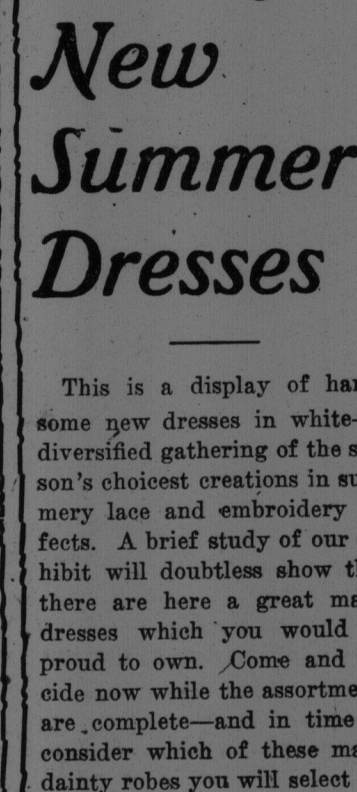 New
Summer
Dresses
This is a display of
some new dresses in white-
diversified gathering of the
son's choicest creations in
mery lace and embroidery
fects. A brief study of our
hibit will doubtless show
there are here a great
dresses which you would
proud to own. Come and
cide now while the assortme
are complete—and in time
consider which of these
dainty robes you will select